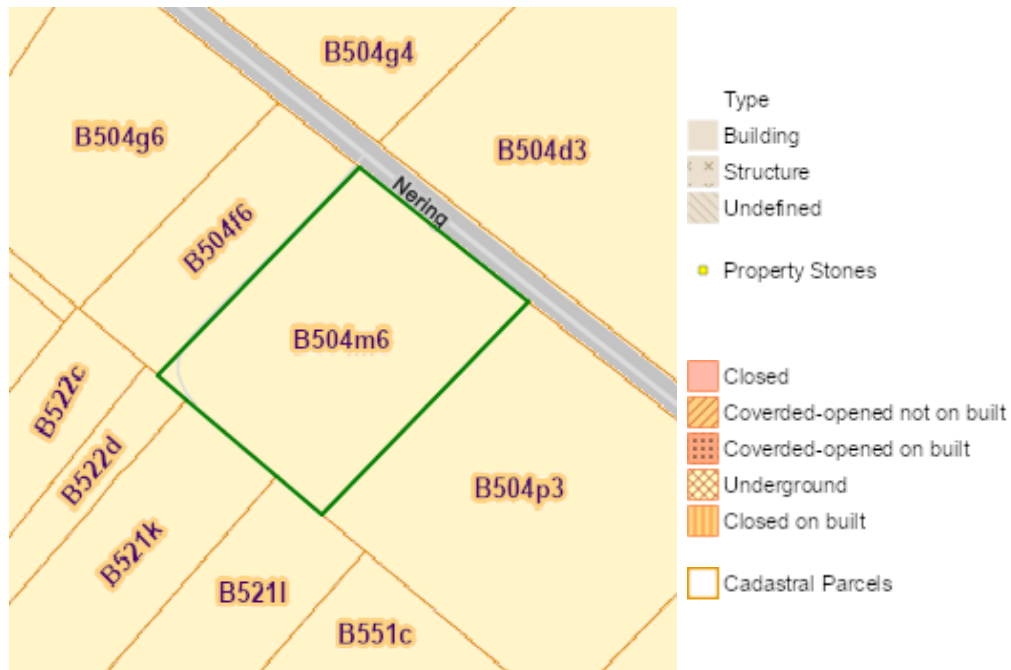 B504g4
B504g6
B504d3
Nerinq
B504f6
B504m6
B522c
B522d
B504p3
B521k
B521l
B551c
Type
Building
Structure
Undefined
Property Stones
Closed
Coverded-opened not on built
Coverded-opened on built
Underground
Closed on built
Cadastral Parcels